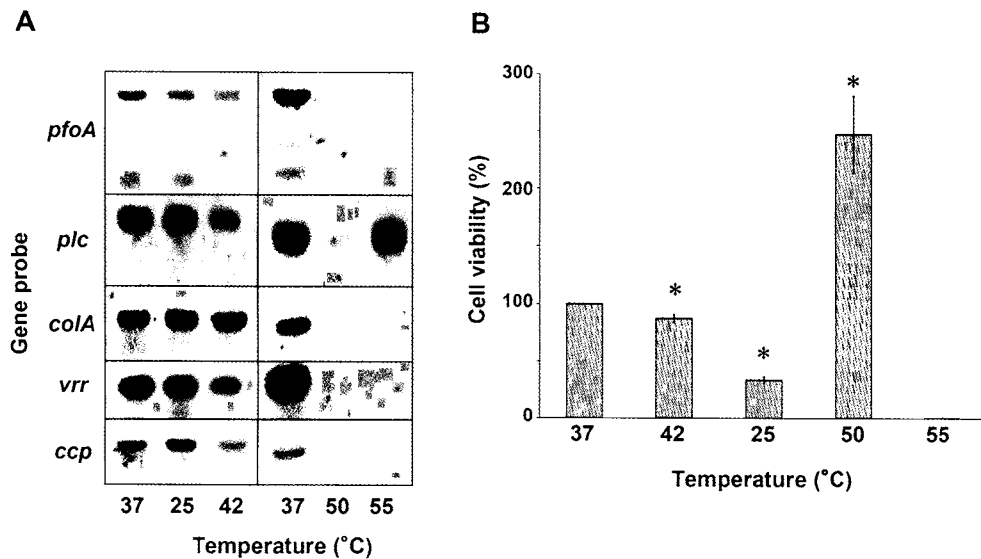 A
Gene probe
pfoA
plc
colA
vrr
ccp
37 25 42 37 50 55
Temperature (°C)
B
Cell viability (%)
300
200
100
0
*
*
*
*
37 42 25 50 55
Temperature (°C)